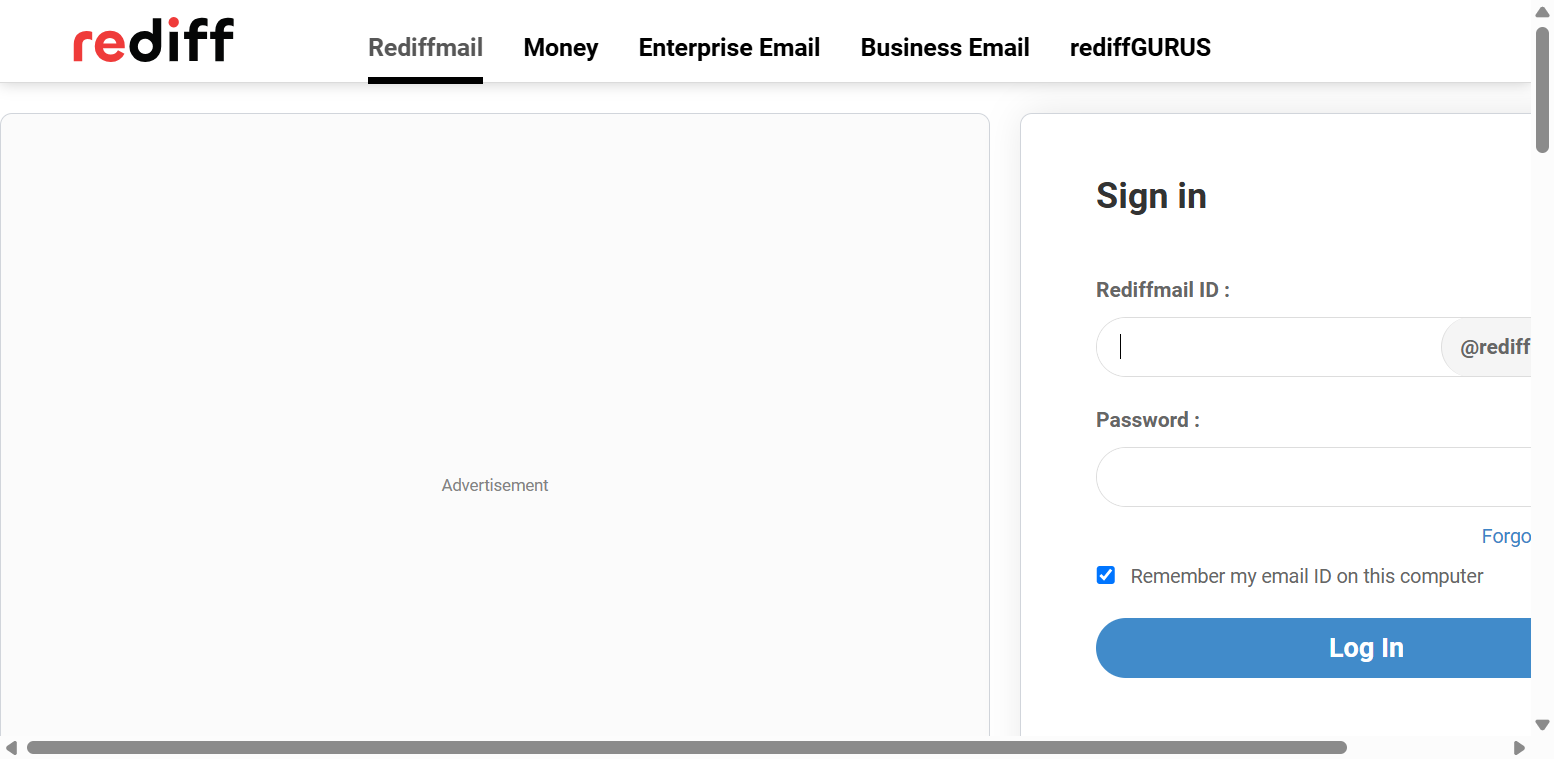 rediff
Rediffmail Money Enterprise Email Business Email rediffGURUS
Advertisement
Sign in
Rediffmail ID :
@rediff
Password :
Forgo
Remember my email ID on this computer
Log In